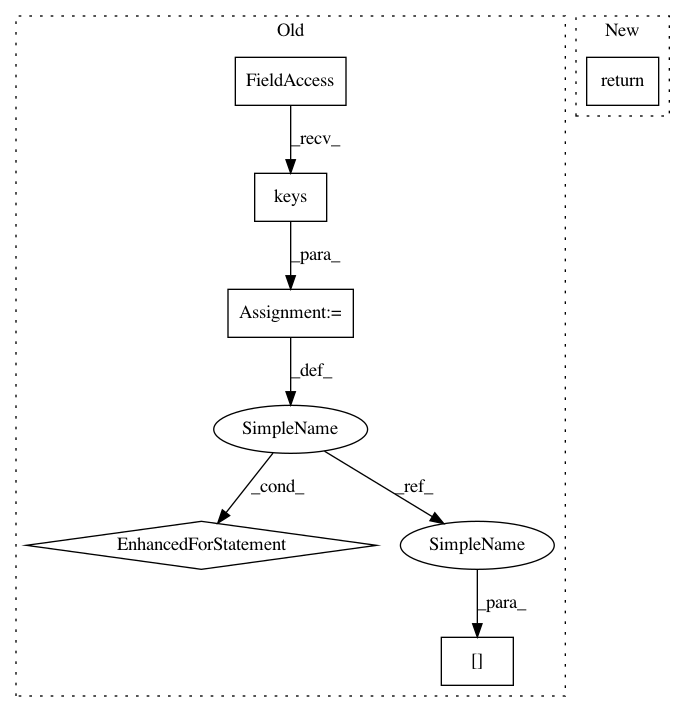 Old
New
FieldAccess
return
_recv_
keys
_para_
Assignment:=
_def_
SimpleName
_cond_
_ref_
EnhancedForStatement
SimpleName
_para_
[]